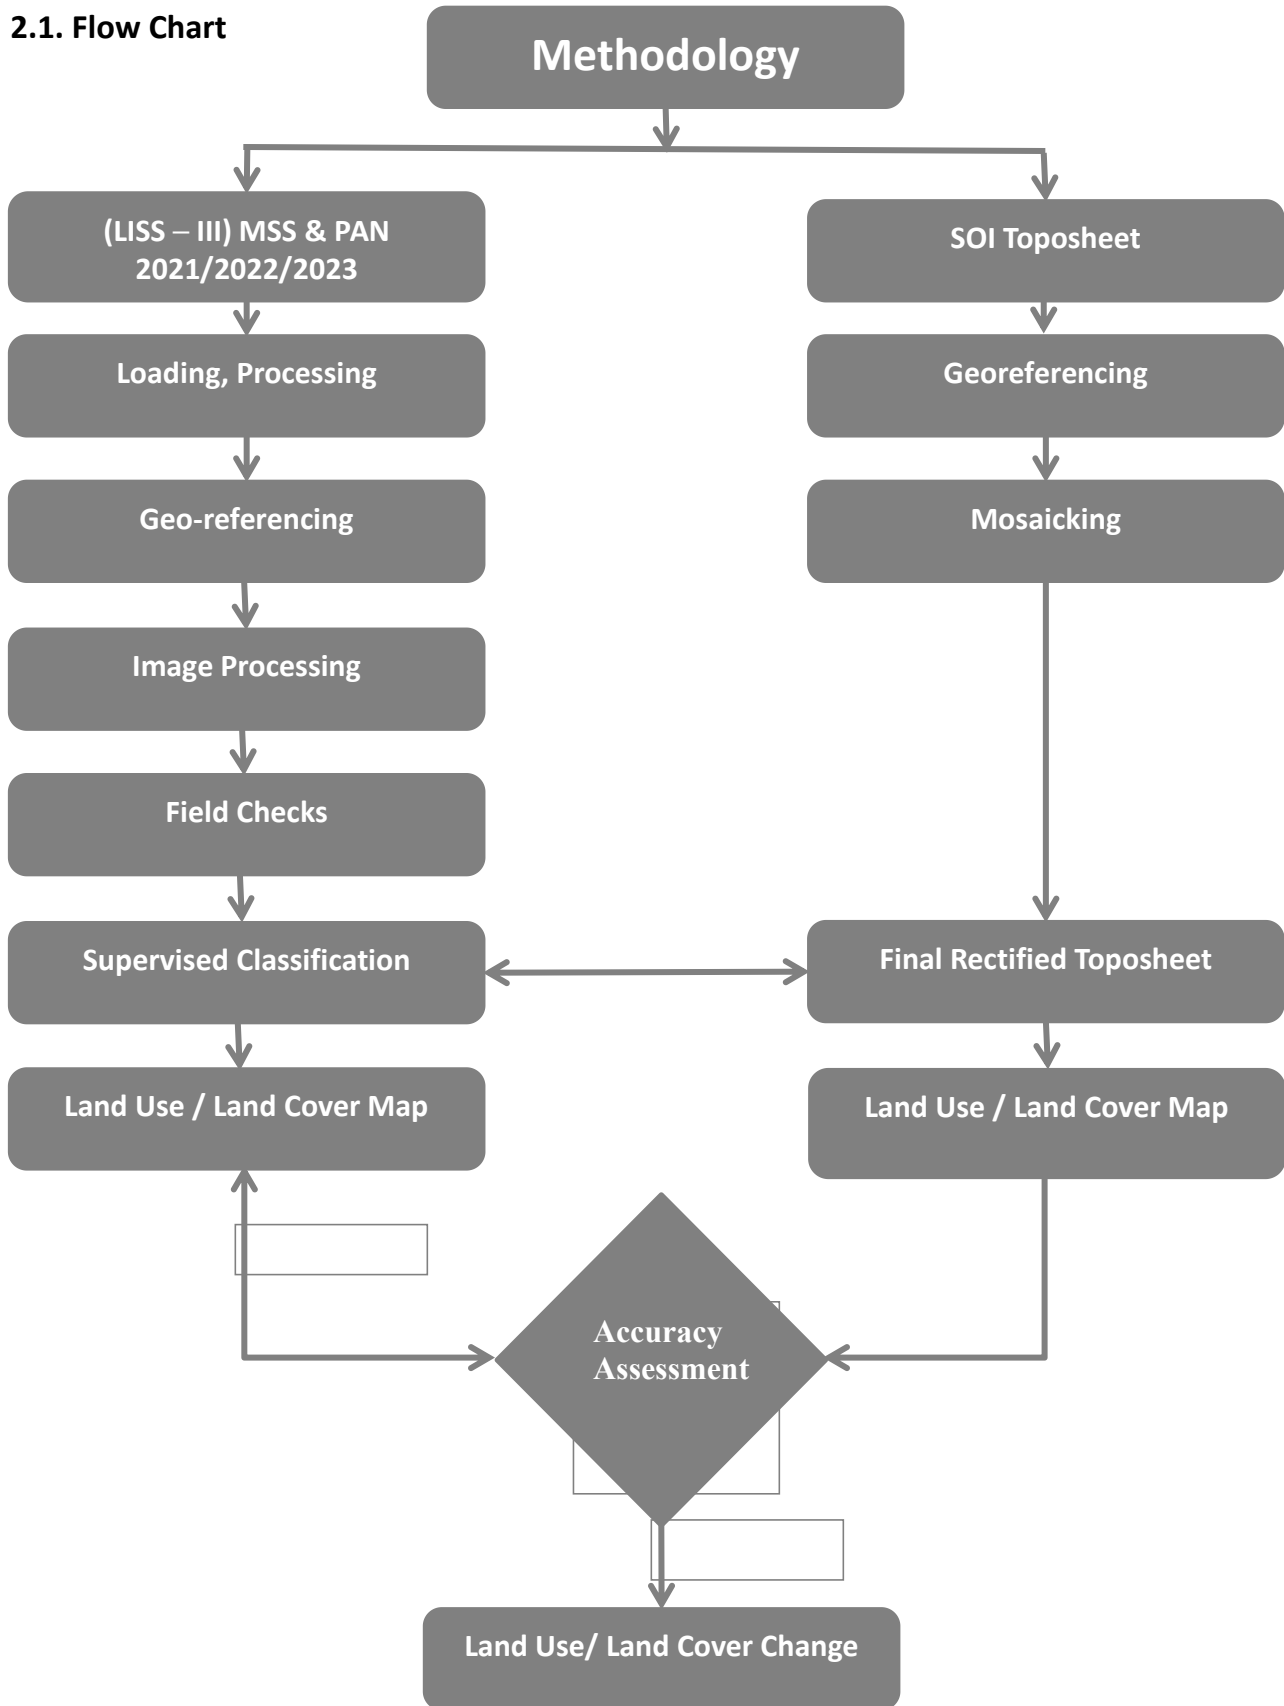 2.1. Flow Chart
Methodology
(LISS – III) MSS & PAN
2021/2022/2023
SOI Toposheet
Loading, Processing
Georeferencing
Geo-referencing
Mosaicking
Image Processing
Field Checks
Supervised Classification
Final Rectified Toposheet
Land Use / Land Cover Map
Land Use / Land Cover Map
Accuracy
Assessment
Land Use/ Land Cover Change